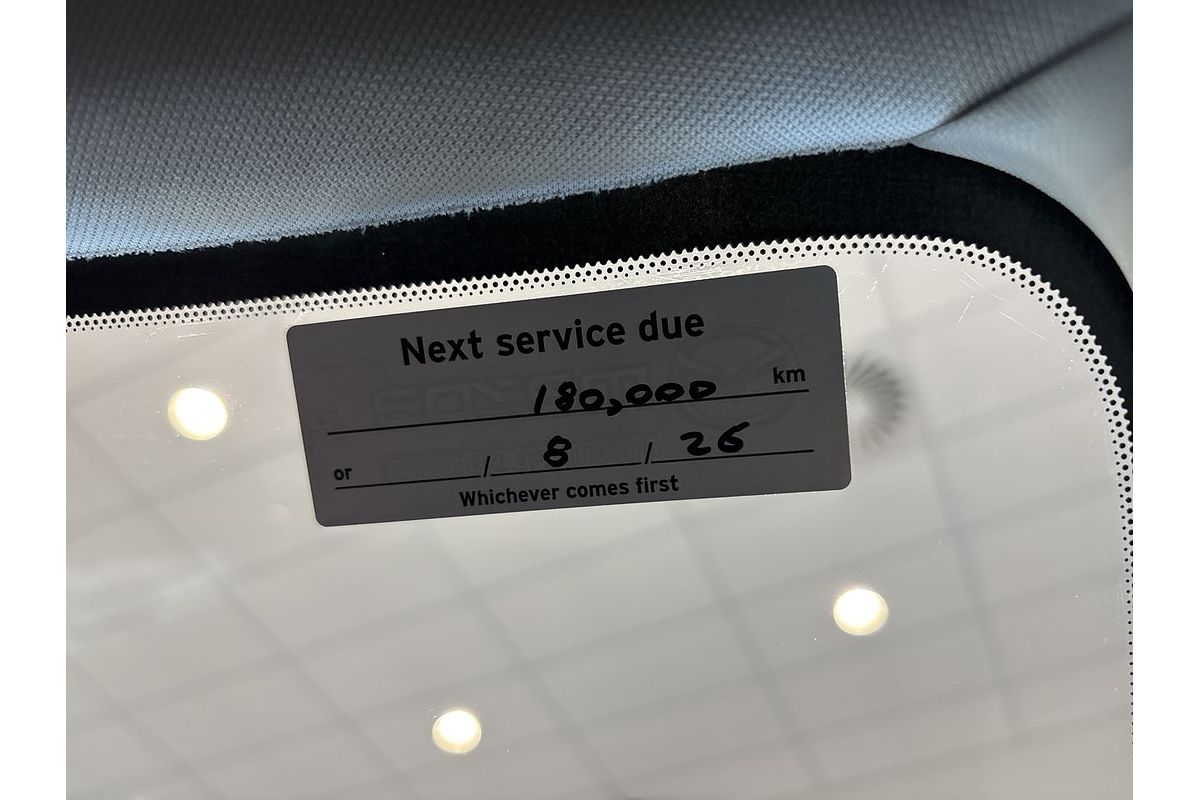 Next service due
180,000 km
or / 8 / 26
Whichever comes first